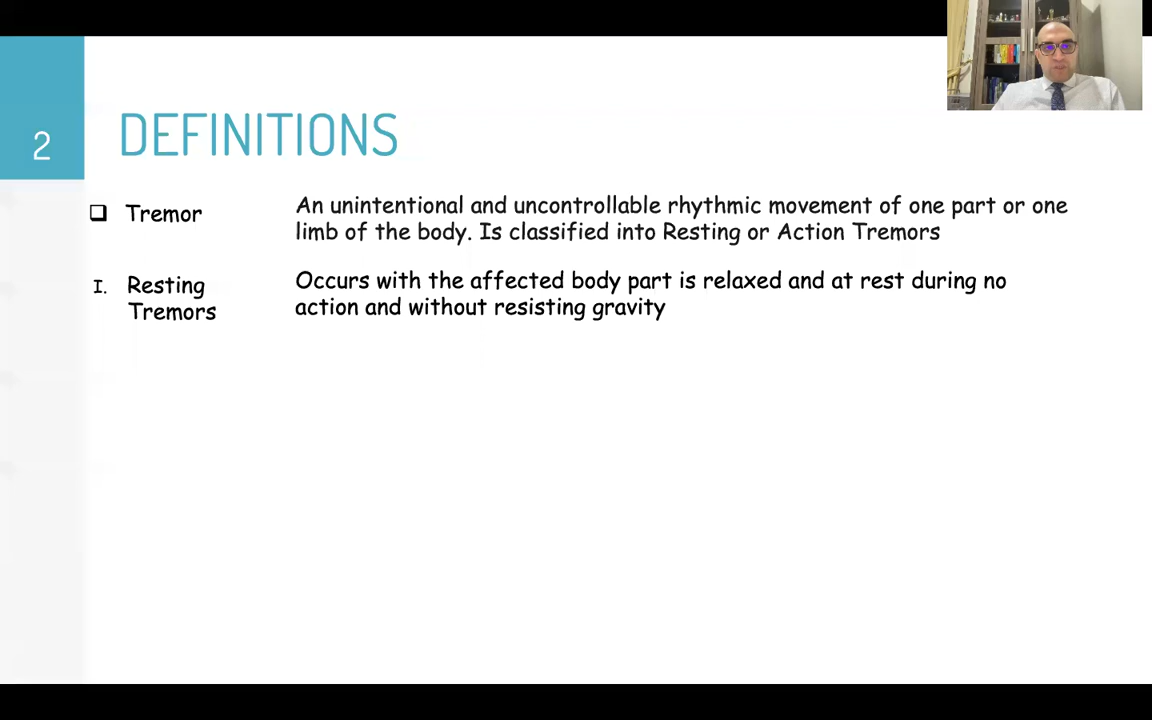 2
DEFINITIONS
Tremor
An unintentional and uncontrollable rhythmic movement of one part or one
limb of the body. Is classified into Resting or Action Tremors
I. Resting
Tremors
Occurs with the affected body part is relaxed and at rest during no
action and without resisting gravity